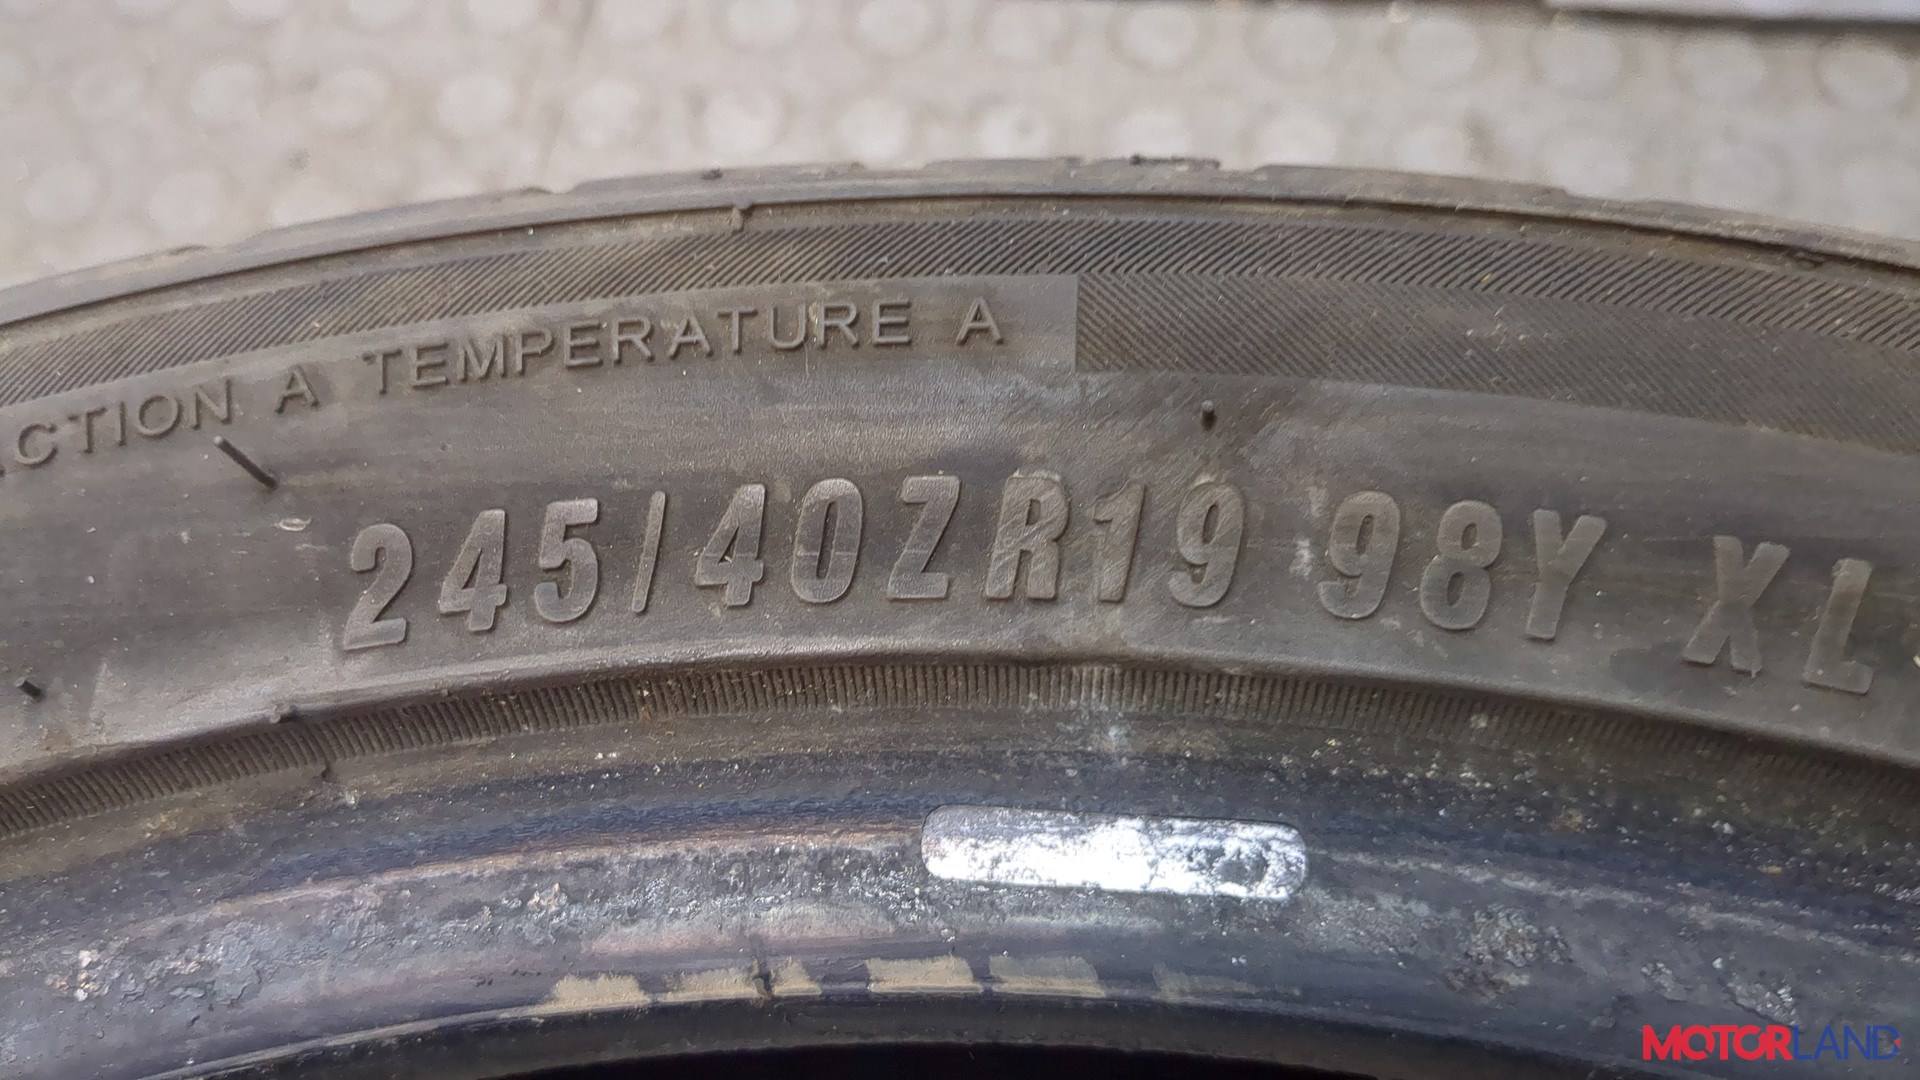 ACTION A TEMPERATURE A
245/40ZR19 98Y XL
MOTORLAND